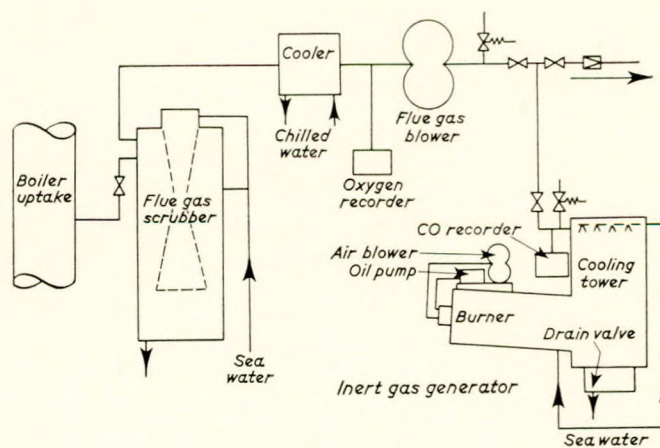 Cooler
Chilled
water
Flue gas
blower
Oxygen
recorder
Boiler
uptake
Flue gas
scrubber
Sea
water
CO recorder
Air blower
Oil pump
Cooling
tower
Burner
Drain valve
Inert gas generator
Sea water